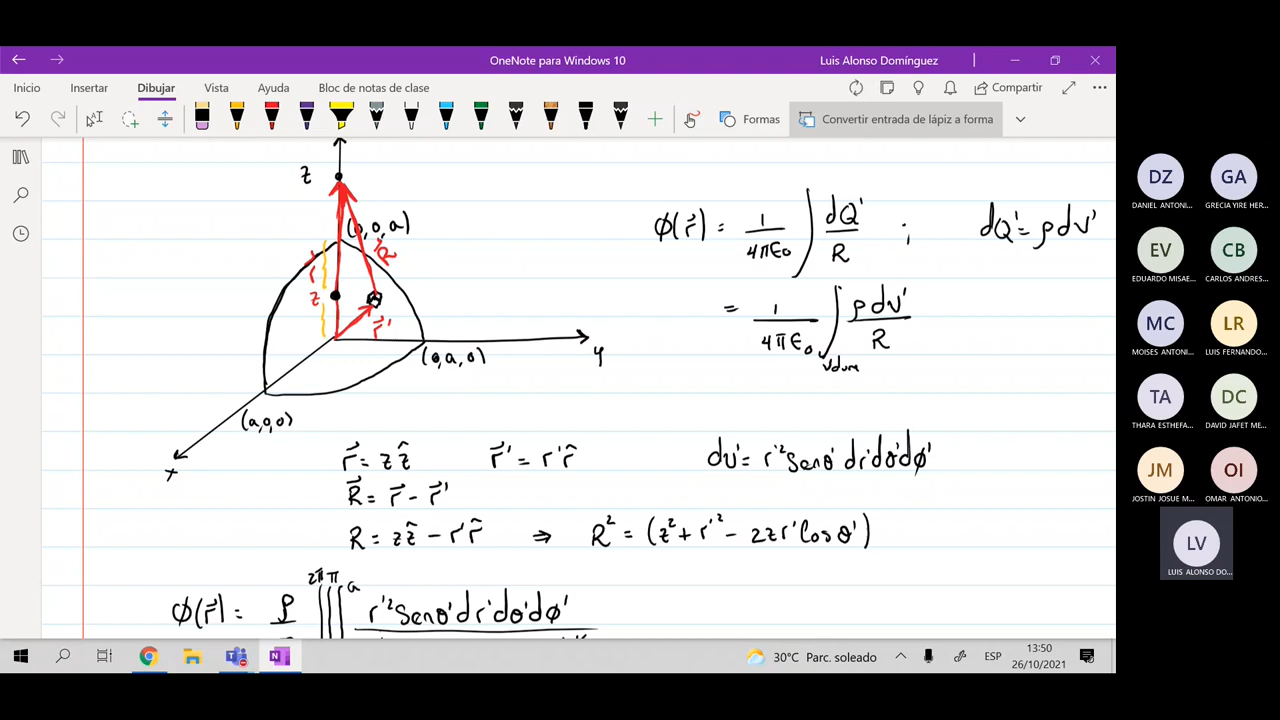 OneNote para Windows 10
Luis Alonso Domínguez
Inicio Insertar Dibujar Vista Ayuda Bloc de notas de clase
Compartir
Formas
Convertir entrada de lápiz a forma
z
(0,0,a)
r⃗
R⃗
z
r⃗'
(0,a,0)
y
(a,0,0)
x
ϕ(r⃗) = 1/4πϵ₀ ∫ dQ'/R ; dQ' = ρdv'
= 1/4πϵ₀ ∫ ρdv'/R
r⃗ = zẑ r⃗' = r'r̂ dv' = r'²senθ'dr'dθ'dϕ'
R⃗ = r⃗ - r⃗'
R = zẑ - r'r̂ ⇒ R² = (z² + r'² - 2zr'cosθ')
2π π a
ϕ(r⃗) = ρ ∫∫∫ r'²senθ'dr'dθ'dϕ'
DZ
DANIEL ANTONI...
GA
GRECIA YIRE HER...
EV
EDUARDO MISAE...
CB
CARLOS ANDRES...
MC
MOISES ANTONI...
LR
LUIS FERNANDO...
TA
THARA ESTHEFA...
DC
DAVID JAFET ME...
JM
JOSTIN JOSUE M...
OI
OMAR ANTONIO...
LV
LUIS ALONSO DO...
30°C Parc. soleado
ESP
13:50
26/10/2021